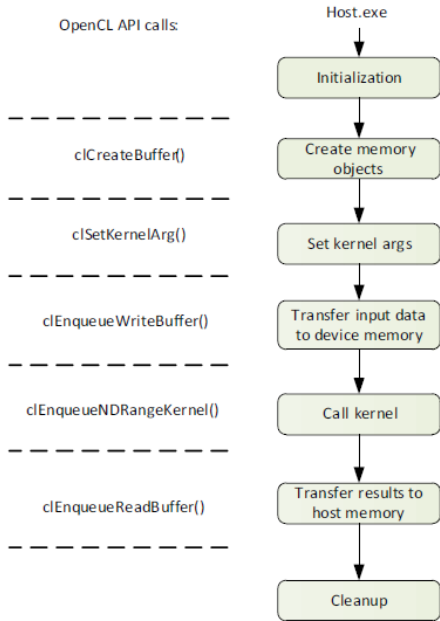 Host.exe
OpenCL API calls:
Initialization
clCreateBuffer()
Create memory
objects
clSetKernelArg()
Set kernel args
clEnqueueWriteBuffer()
Transfer input data
to device memory
clEnqueueNDRangeKernel()
Call kernel
clEnqueueReadBuffer()
Transfer results to
host memory
Cleanup